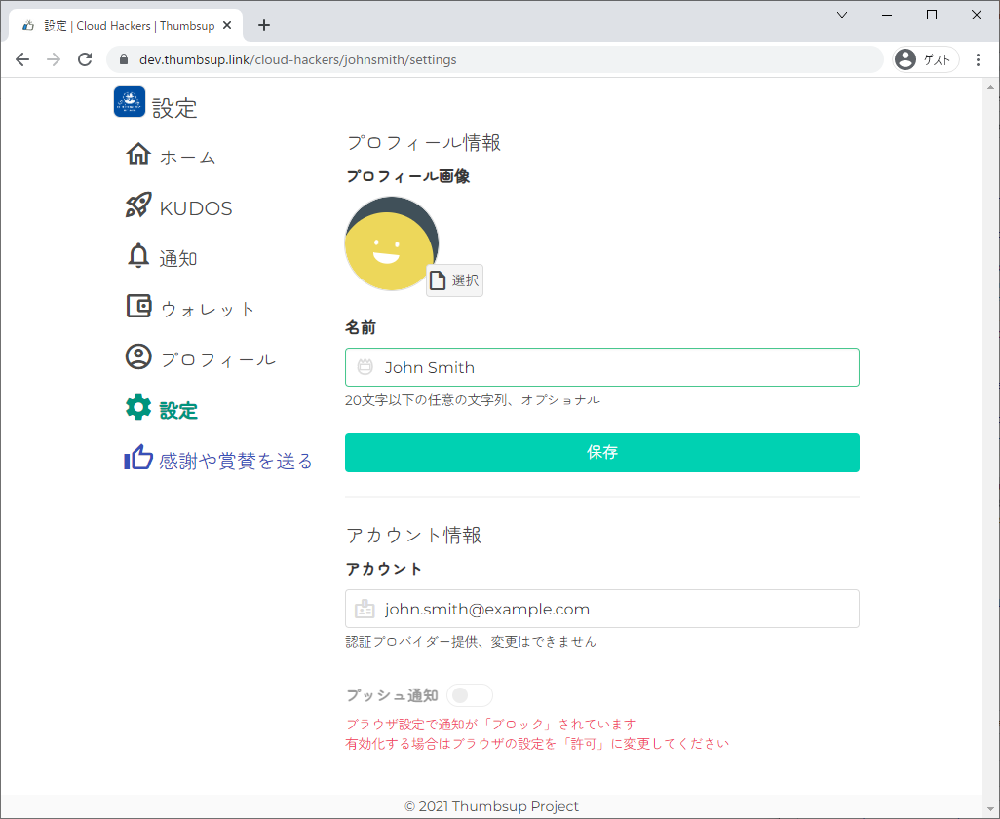 設定 | Cloud Hackers | Thumbsup
dev.thumbsup.link/cloud-hackers/johnsmith/settings
ゲスト
設定
ホーム
KUDOS
通知
ウォレット
プロフィール
設定
感謝や賞賛を送る
プロフィール情報
プロフィール画像
選択
名前
John Smith
20文字以下の任意の文字列、オプショナル
保存
アカウント情報
アカウント
john.smith@example.com
認証プロバイダー提供、変更はできません
プッシュ通知
ブラウザ設定で通知が「ブロック」されています
有効化する場合はブラウザの設定を「許可」に変更してください
© 2021 Thumbsup Project